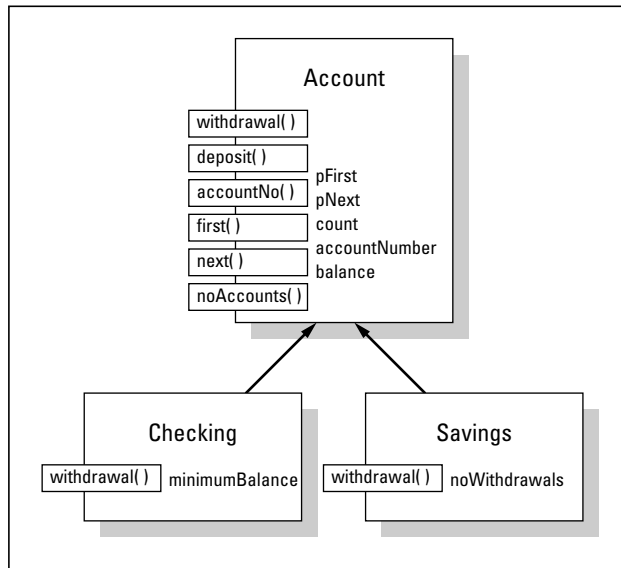 Account
withdrawal( )
deposit( )
accountNo( )
first( )
next( )
noAccounts( )
pFirst
pNext
count
accountNumber
balance
Checking
withdrawal( )
minimumBalance
Savings
withdrawal( )
noWithdrawals